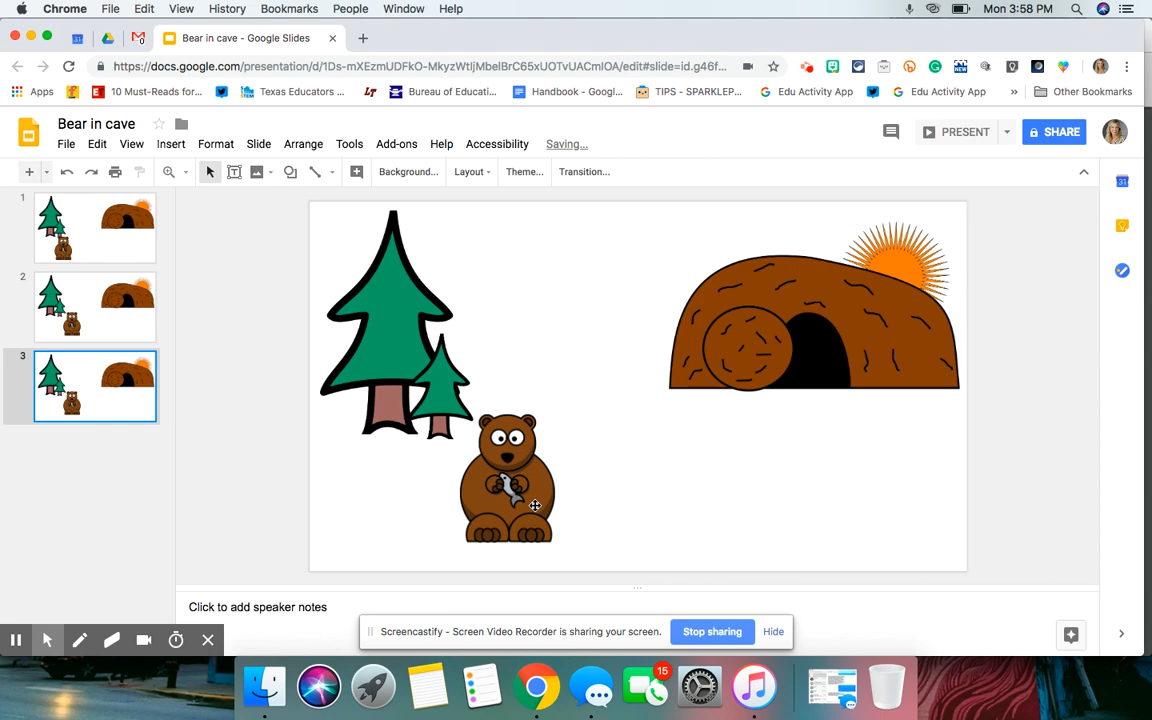 Chrome File Edit View History Bookmarks People Window Help Mon 3:58 PM
Bear in cave - Google Slides
https://docs.google.com/presentation/d/1Ds-mXEzmUDFkO-MkyzWtljMbelBrC65xUOTvUACmIOA/edit#slide=id.g46f...
Apps 10 Must-Reads for... Texas Educators ... Bureau of Educati... Handbook - Googl... TIPS - SPARKLEP... Edu Activity App Edu Activity App » Other Bookmarks
Bear in cave
File Edit View Insert Format Slide Arrange Tools Add-ons Help Accessibility Saving...
PRESENT SHARE
Background... Layout Theme... Transition...
1
2
3
31
Click to add speaker notes
Screencastify - Screen Video Recorder is sharing your screen. Stop sharing Hide
15